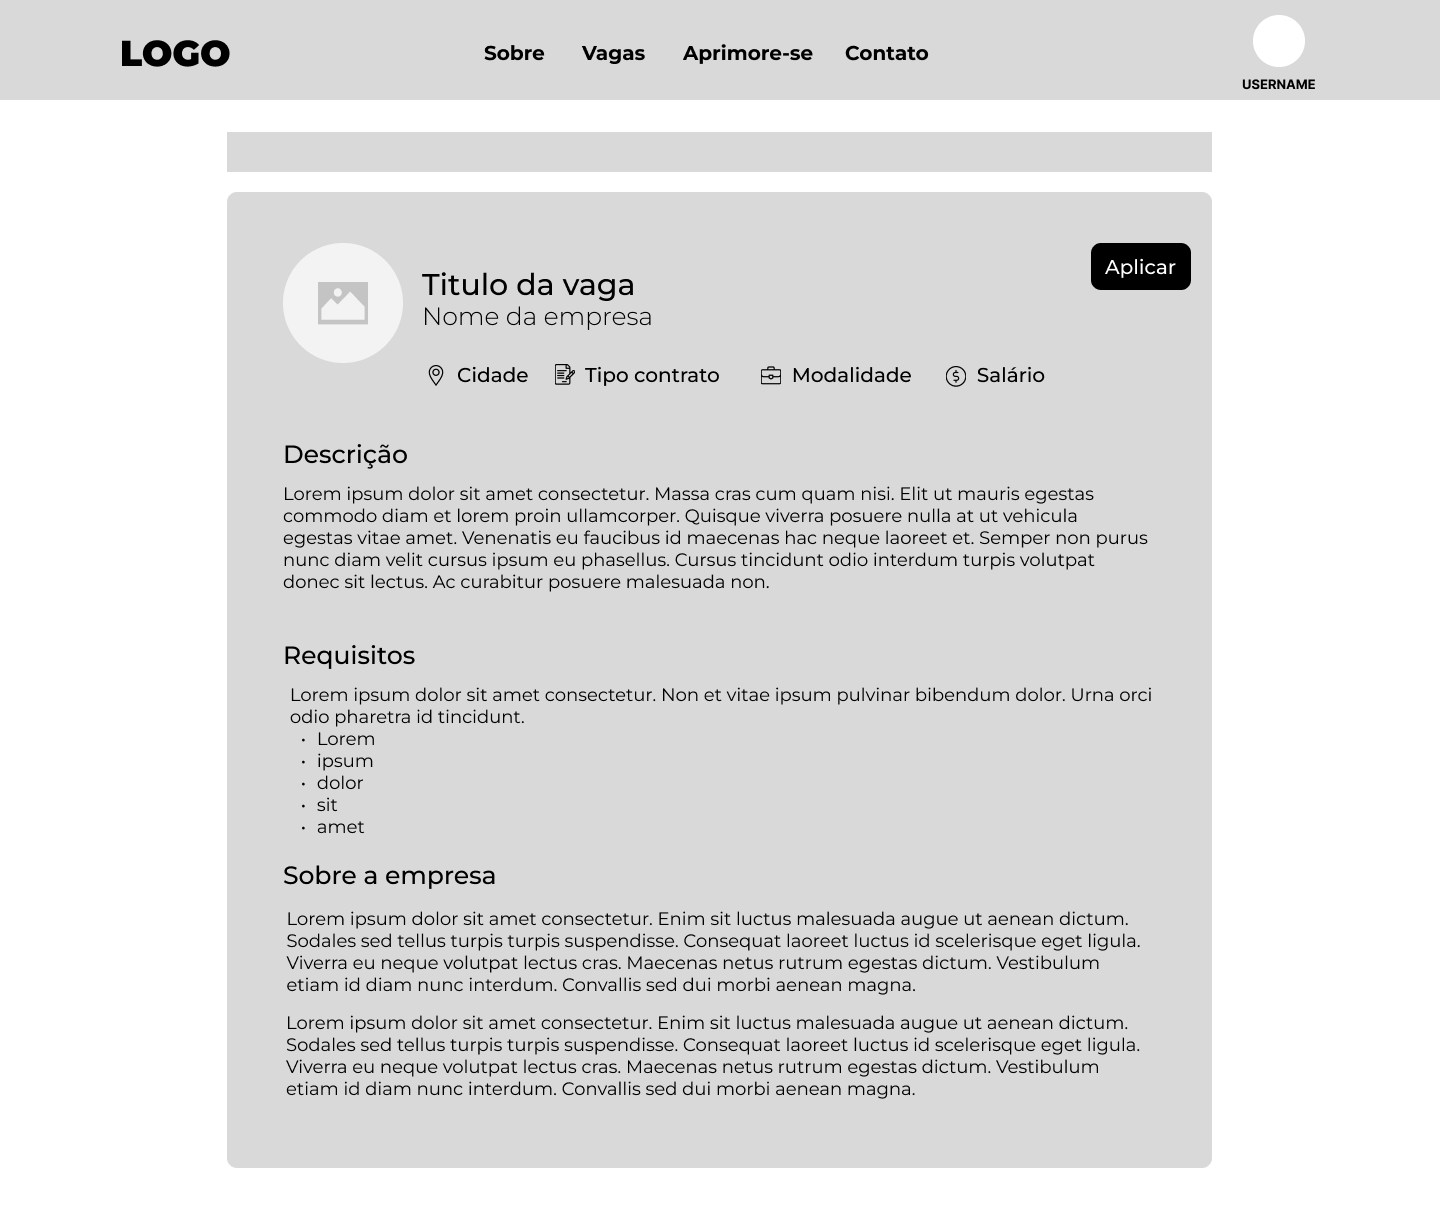 LOGO
Sobre Vagas Aprimore-se Contato
USERNAME
Aplicar
Titulo da vaga
Nome da empresa
Cidade Tipo contrato Modalidade Salário
Descrição
Lorem ipsum dolor sit amet consectetur. Massa cras cum quam nisi. Elit ut mauris egestas
commodo diam et lorem proin ullamcorper. Quisque viverra posuere nulla at ut vehicula
egestas vitae amet. Venenatis eu faucibus id maecenas hac neque laoreet et. Semper non purus
nunc diam velit cursus ipsum eu phasellus. Cursus tincidunt odio interdum turpis volutpat
donec sit lectus. Ac curabitur posuere malesuada non.
Requisitos
Lorem ipsum dolor sit amet consectetur. Non et vitae ipsum pulvinar bibendum dolor. Urna orci
odio pharetra id tincidunt.
• Lorem
• ipsum
• dolor
• sit
• amet
Sobre a empresa
Lorem ipsum dolor sit amet consectetur. Enim sit luctus malesuada augue ut aenean dictum.
Sodales sed tellus turpis turpis suspendisse. Consequat laoreet luctus id scelerisque eget ligula.
Viverra eu neque volutpat lectus cras. Maecenas netus rutrum egestas dictum. Vestibulum
etiam id diam nunc interdum. Convallis sed dui morbi aenean magna.
Lorem ipsum dolor sit amet consectetur. Enim sit luctus malesuada augue ut aenean dictum.
Sodales sed tellus turpis turpis suspendisse. Consequat laoreet luctus id scelerisque eget ligula.
Viverra eu neque volutpat lectus cras. Maecenas netus rutrum egestas dictum. Vestibulum
etiam id diam nunc interdum. Convallis sed dui morbi aenean magna.